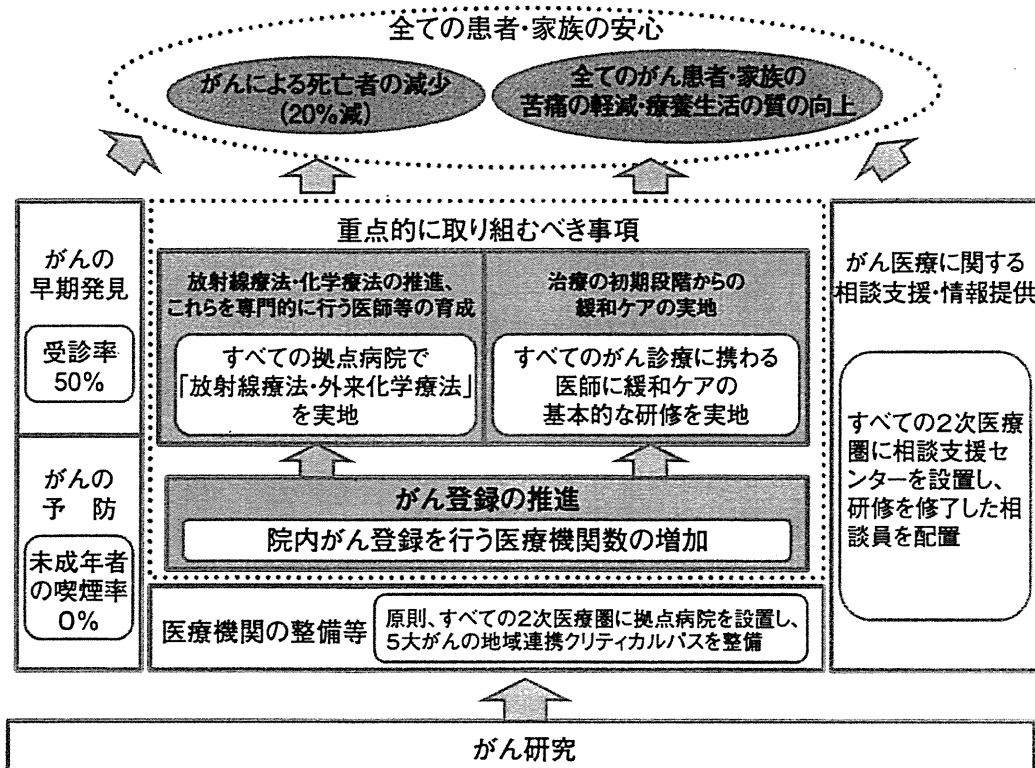 全ての患者・家族の安心
がんによる死亡者の減少
(20%減)
全てのがん患者・家族の
苦痛の軽減・療養生活の質の向上
重点的に取り組むべき事項
がんの
早期発見
受診率
50%
放射線療法・化学療法の推進、
これらを専門的に行う医師等の育成
すべての拠点病院で
「放射線療法・外来化学療法」
を実地
治療の初期段階からの
緩和ケアの実地
すべてのがん診療に携わる
医師に緩和ケアの
基本的な研修を実地
がん医療に関する
相談支援・情報提供
すべての2次医療
圏に相談支援セ
ンターを設置し、
研修を修了した相
談員を配置
がんの
予　防
未成年者
の喫煙率
0%
がん登録の推進
院内がん登録を行う医療機関数の増加
医療機関の整備等
原則、すべての2次医療圏に拠点病院を設置し、
5大がんの地域連携クリティカルパスを整備
がん研究